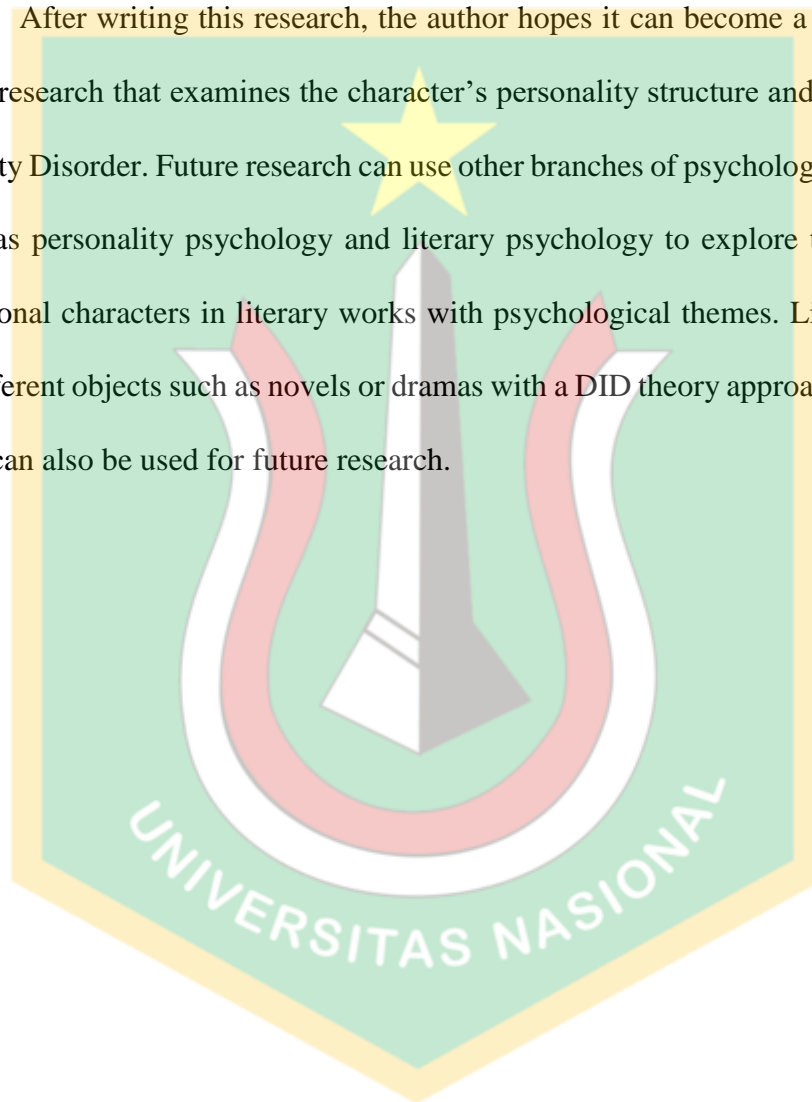 After writing this research, the author hopes it can become a
research that examines the character’s personality structure and
ty Disorder. Future research can use other branches of psycholog
as personality psychology and literary psychology to explore t
onal characters in literary works with psychological themes. Li
ferent objects such as novels or dramas with a DID theory approa
can also be used for future research.
UNIVERSITAS NASIONAL